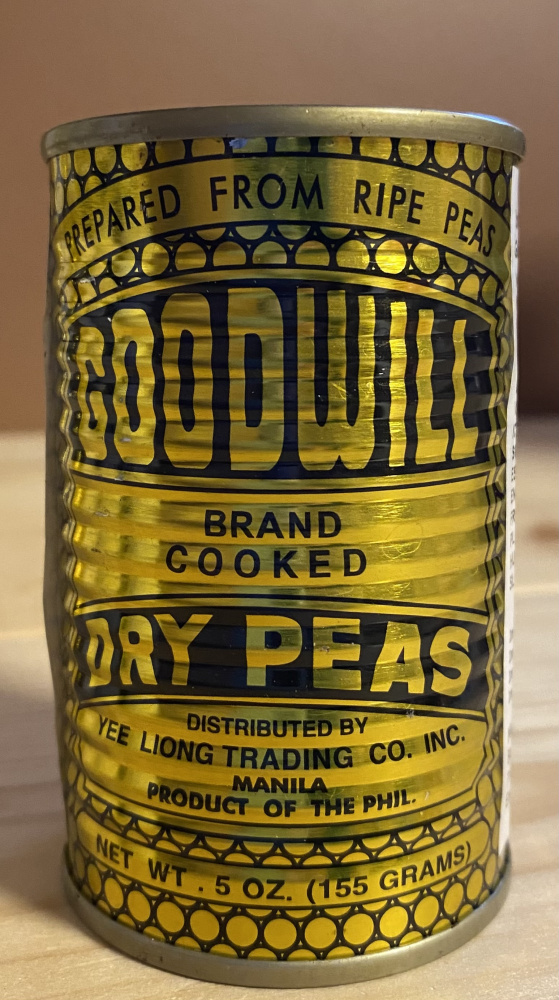 PREPARED FROM RIPE PEAS
GOODWILL
BRAND
COOKED
DRY PEAS
DISTRIBUTED BY
YEE LIONG TRADING CO. INC.
MANILA
PRODUCT OF THE PHIL.
NET WT . 5 OZ. (155 GRAMS)